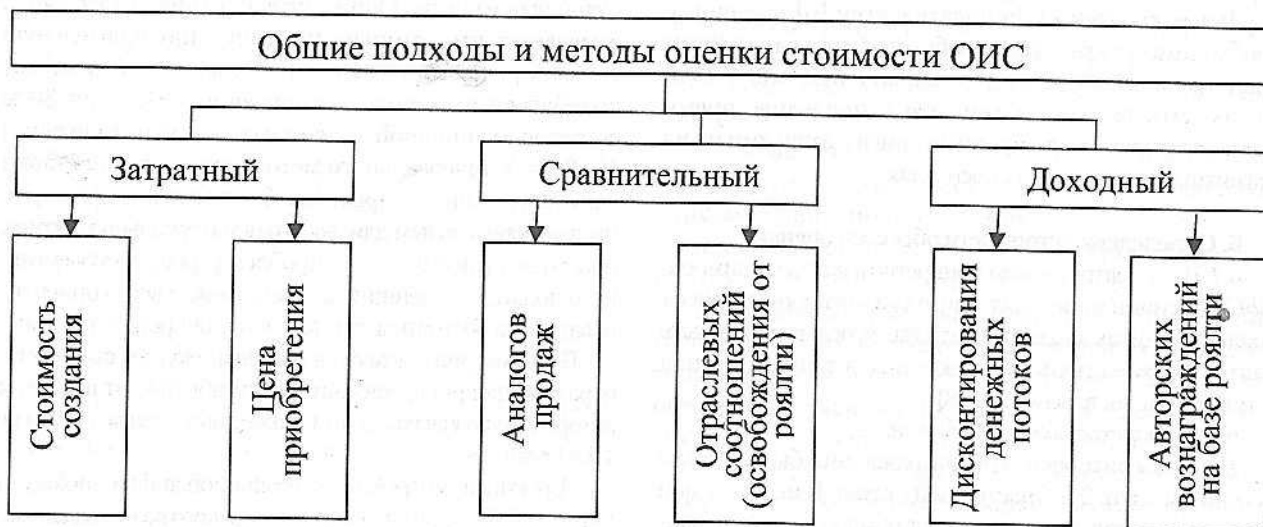 Общие подходы и методы оценки стоимости ОИС
Затратный
Сравнительный
Доходный
Стоимость
создания
Цена
приобретения
Аналогов
продаж
Отраслевых
соотношений
(освобождения от
роялти)
Дисконтирования
денежных
потоков
Авторких
вознаграждений
на базе роялти